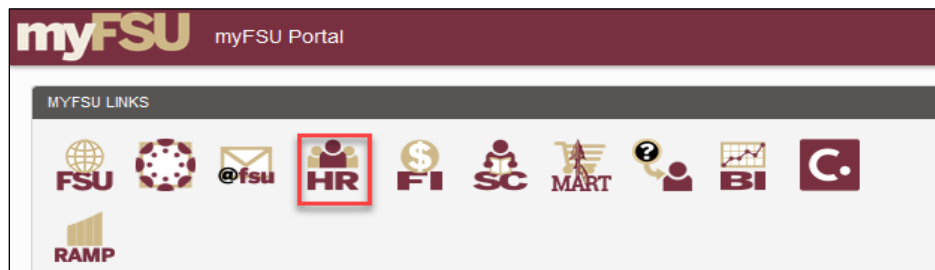 myFSU myFSU Portal
MYFSU LINKS
FSU @fsu HR $ FI SC MART ? BI C.
RAMP